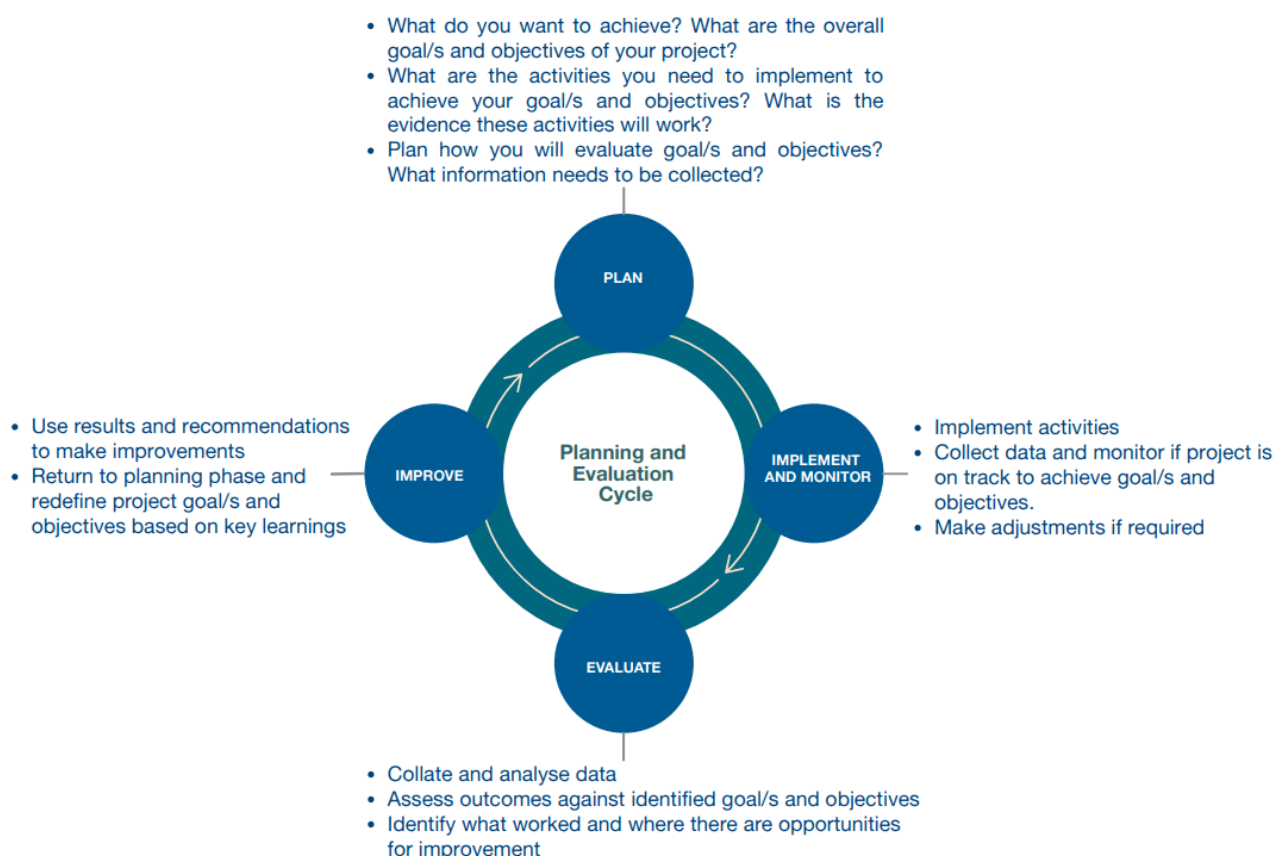 • What do you want to achieve? What are the overall
goal/s and objectives of your project?
• What are the activities you need to implement to
achieve your goal/s and objectives? What is the
evidence these activities will work?
• Plan how you will evaluate goal/s and objectives?
What information needs to be collected?
PLAN
• Use results and recommendations
to make improvements
• Return to planning phase and
redefine project goal/s and
objectives based on key learnings
IMPROVE
Planning and
Evaluation
Cycle
IMPLEMENT
AND MONITOR
• Implement activities
• Collect data and monitor if project is
on track to achieve goal/s and
objectives.
• Make adjustments if required
EVALUATE
• Collate and analyse data
• Assess outcomes against identified goal/s and objectives
• Identify what worked and where there are opportunities
for improvement